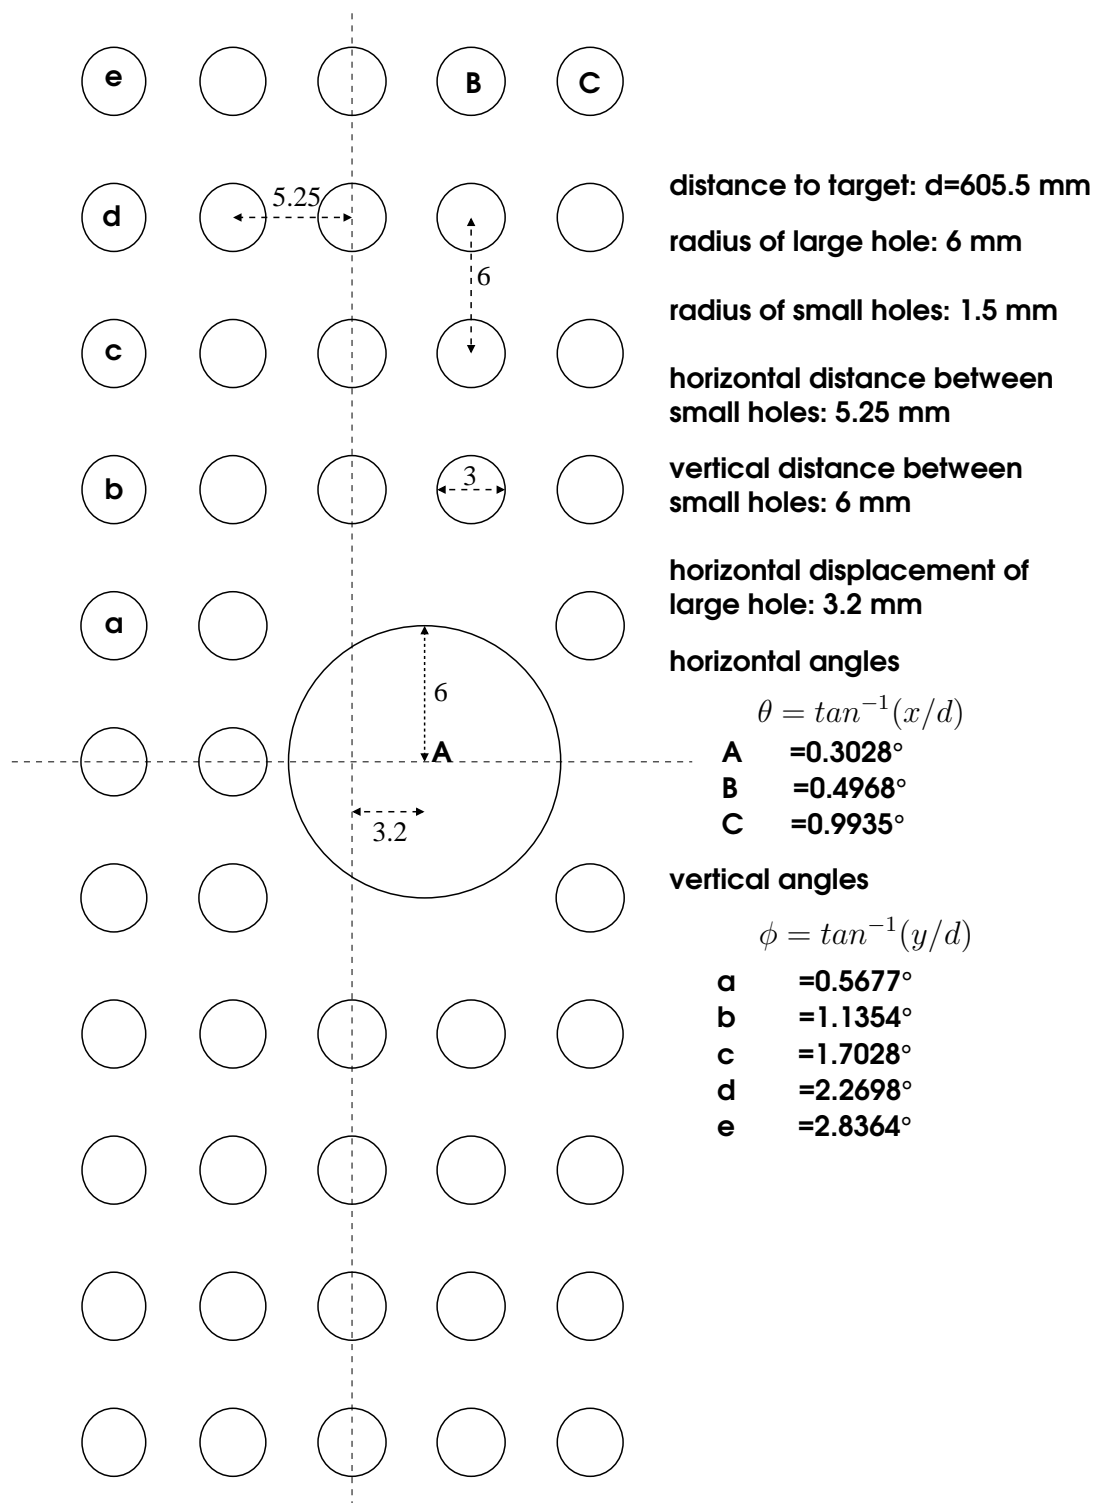 e
B
C
d
5.25
6
c
b
3
a
6
A
3.2
distance to target: d=605.5 mm
radius of large hole: 6 mm
radius of small holes: 1.5 mm
horizontal distance between
small holes: 5.25 mm
vertical distance between
small holes: 6 mm
horizontal displacement of
large hole: 3.2 mm
horizontal angles
θ = tan⁻¹(x/d)
A =0.3028°
B =0.4968°
C =0.9935°
vertical angles
ϕ = tan⁻¹(y/d)
a =0.5677°
b =1.1354°
c =1.7028°
d =2.2698°
e =2.8364°